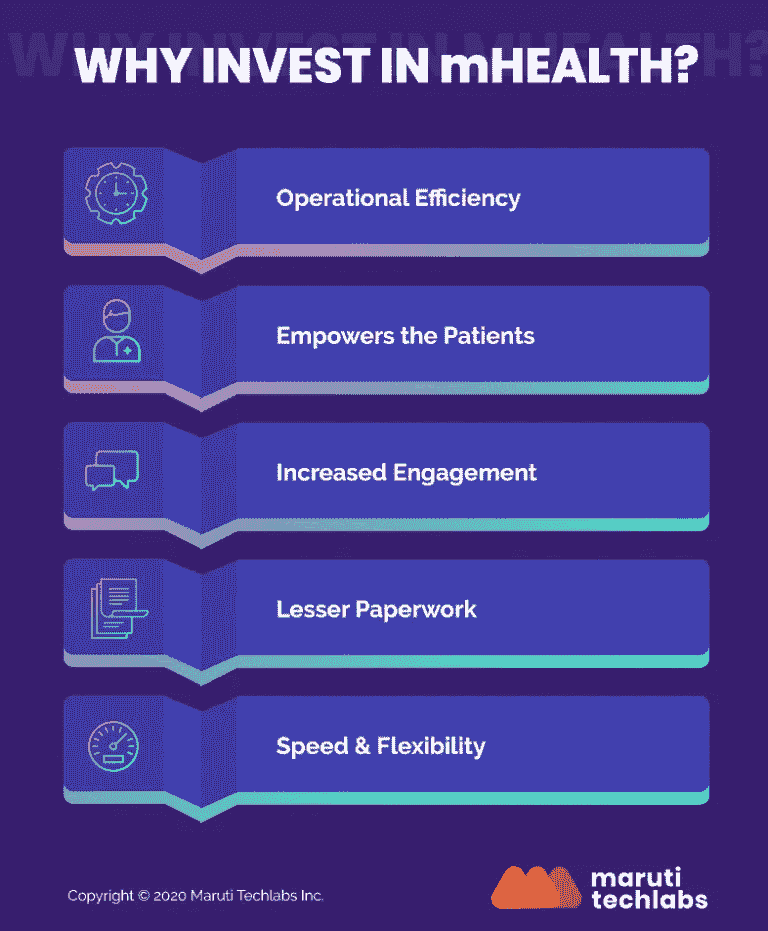 WHY INVEST IN mHEALTH?
Operational Efficiency
Empowers the Patients
Increased Engagement
Lesser Paperwork
Speed & Flexibility
Copyright © 2020 Maruti Techlabs Inc.
maruti
techlabs